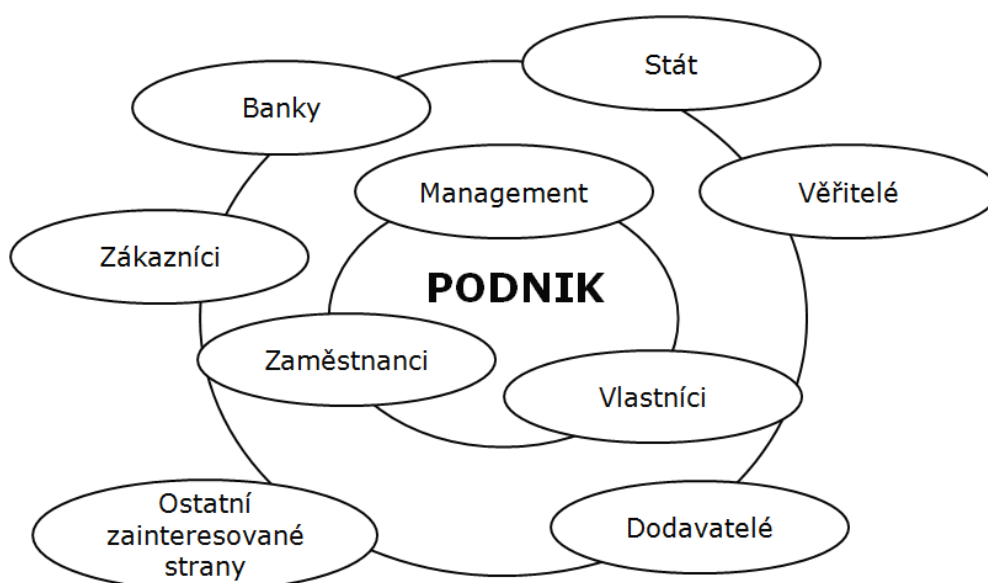 Stát
Banky
Management
Věřitelé
Zákazníci
PODNIK
Zaměstnanci
Vlastníci
Ostatní
zainteresované
strany
Dodavatelé